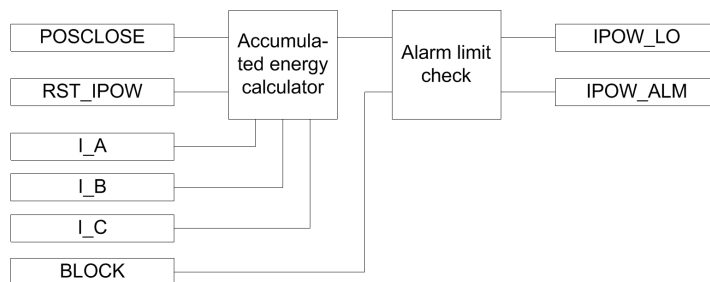 POSCLOSE
RST_IPOW
I_A
I_B
I_C
BLOCK
Accumula-
ted energy
calculator
Alarm limit
check
IPOW_LO
IPOW_ALM